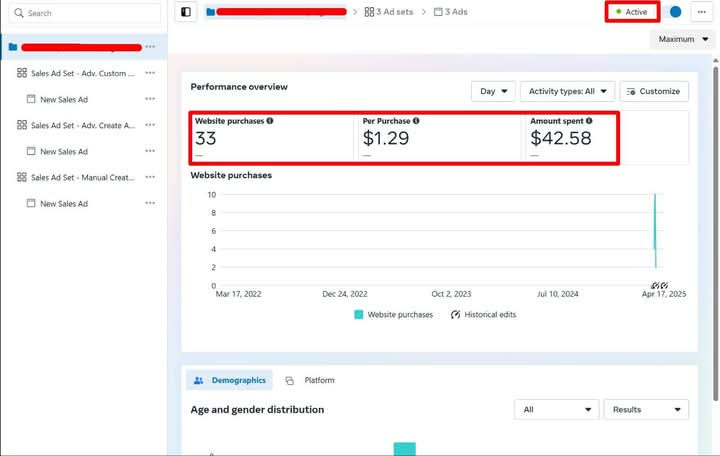 Search
3 Ad sets
3 Ads
Active
Maximum
Sales Ad Set - Adv. Custom ...
New Sales Ad
Sales Ad Set - Adv. Create A...
New Sales Ad
Sales Ad Set - Manual Creat...
New Sales Ad
Performance overview
Day
Activity types: All
Customize
Website purchases
33
—
Per Purchase
$1.29
—
Amount spent
$42.58
—
Website purchases
10
8
6
4
2
0
Mar 17, 2022
Dec 24, 2022
Oct 2, 2023
Jul 10, 2024
Apr 17, 2025
Website purchases
Historical edits
Demographics
Platform
Age and gender distribution
All
Results